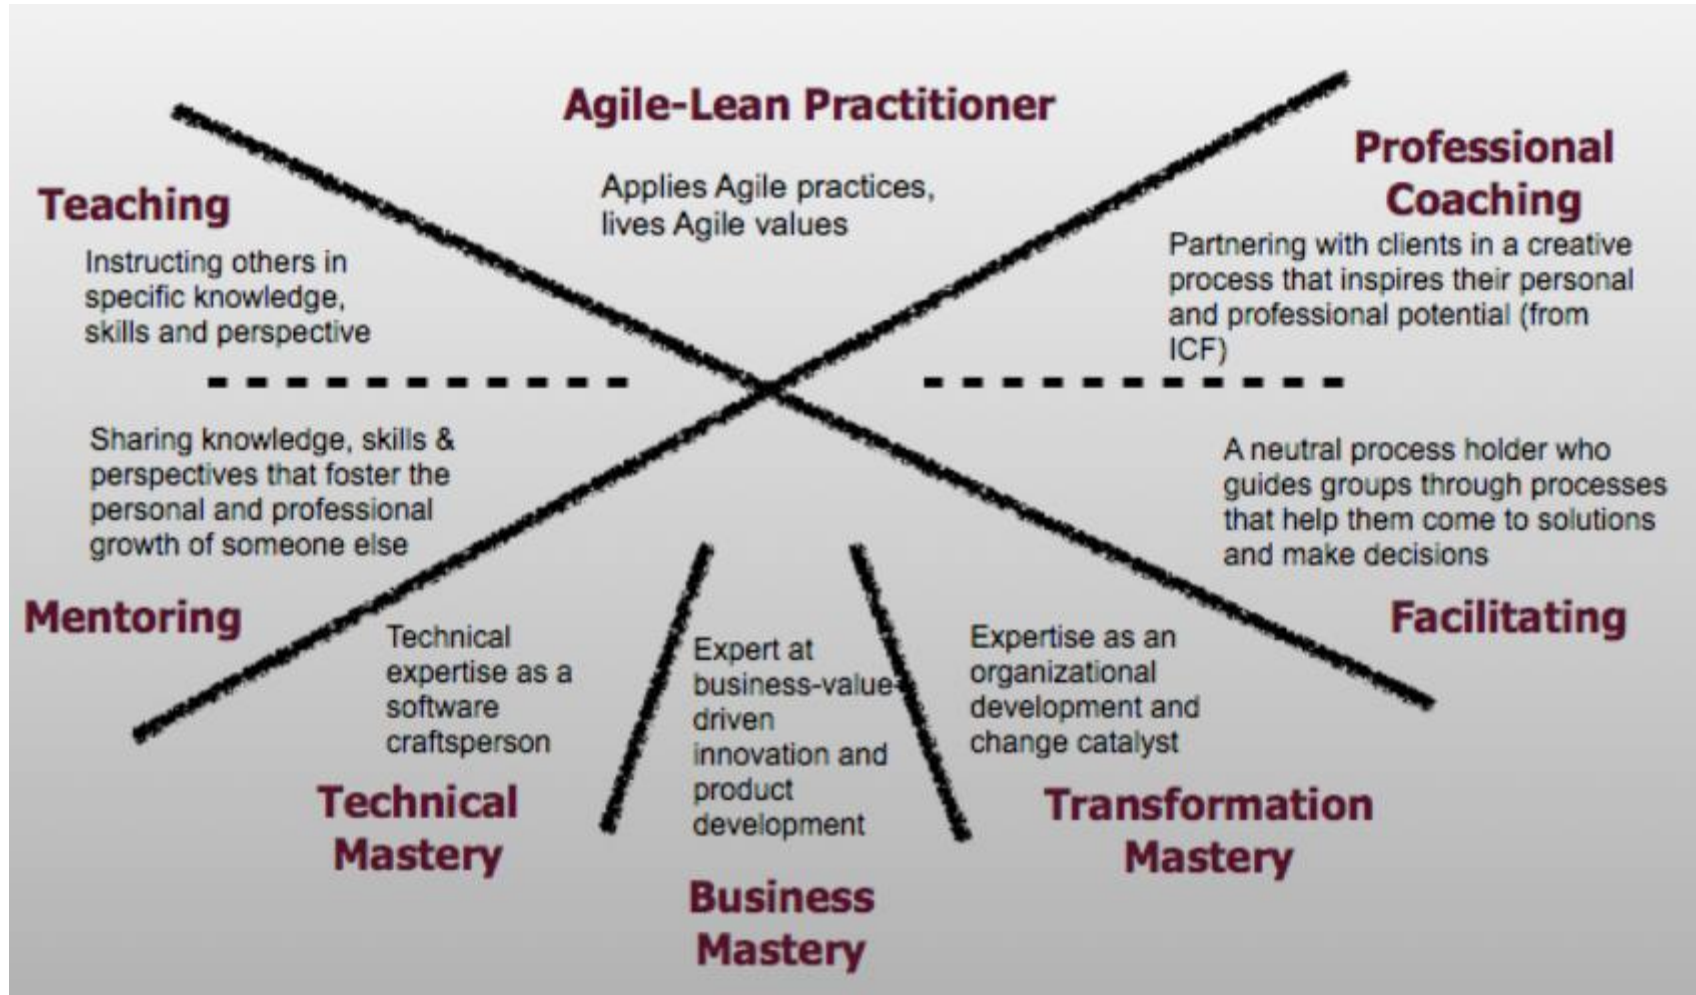 Agile-Lean Practitioner
Applies Agile practices,
lives Agile values
Teaching
Instructing others in
specific knowledge,
skills and perspective
Professional
Coaching
Partnering with clients in a creative
process that inspires their personal
and professional potential (from
ICF)
Sharing knowledge, skills &
perspectives that foster the
personal and professional
growth of someone else
Mentoring
A neutral process holder who
guides groups through processes
that help them come to solutions
and make decisions
Facilitating
Technical
expertise as a
software
craftsperson
Technical
Mastery
Expert at
business-value-
driven
innovation and
product
development
Business
Mastery
Expertise as an
organizational
development and
change catalyst
Transformation
Mastery